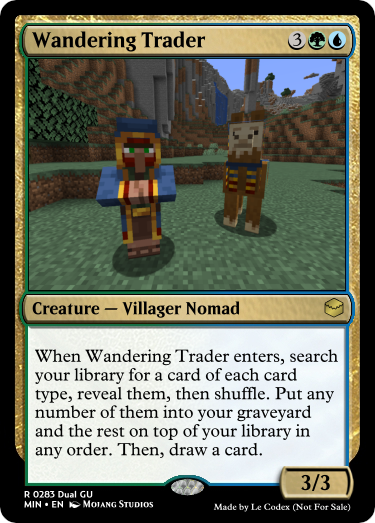 Wandering Trader 3
Creature — Villager Nomad
When Wandering Trader enters, search
your library for a card of each card
type, reveal them, then shuffle. Put any
number of them into your graveyard
and the rest on top of your library in
any order. Then, draw a card.
3/3
R 0283 Dual GU
MIN • EN Mojang Studios
Made by Le Codex (Not For Sale)